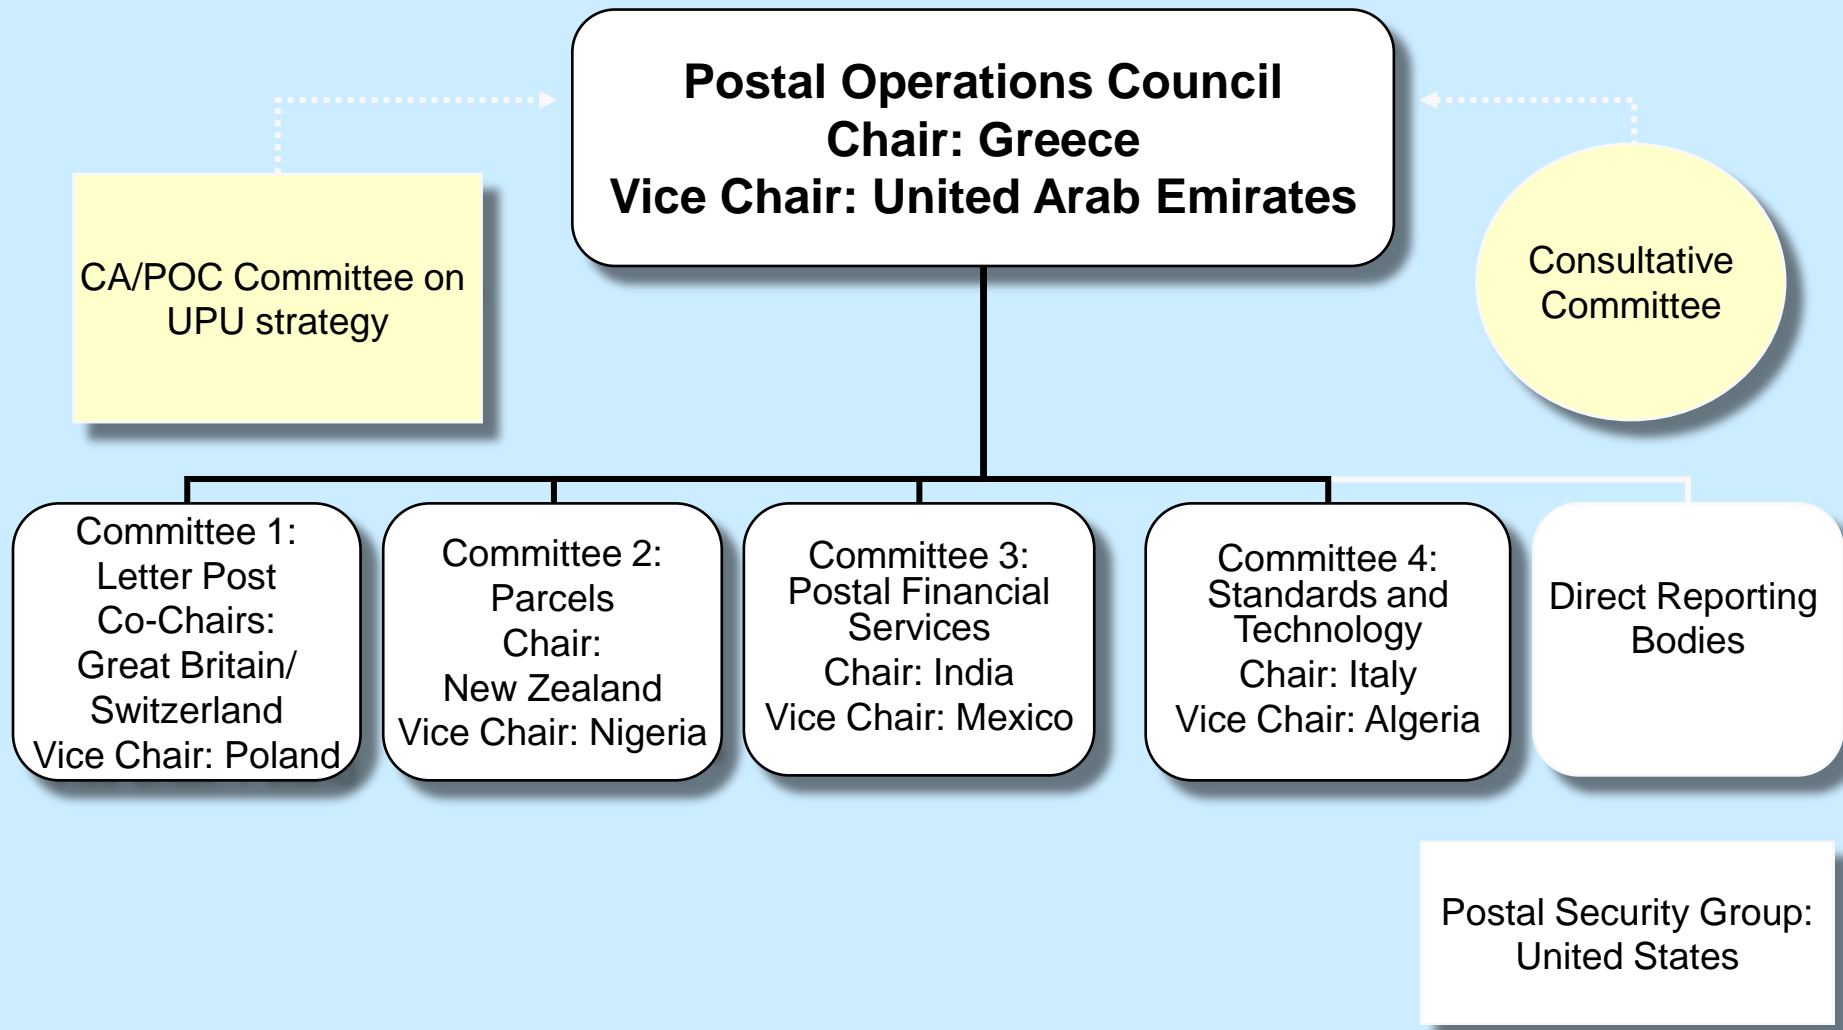 Postal Operations Council
Chair: Greece
Vice Chair: United Arab Emirates
CA/POC Committee on
UPU strategy
Consultative
Committee
Committee 1:
Letter Post
Co-Chairs:
Great Britain/
Switzerland
Vice Chair: Poland
Committee 2:
Parcels
Chair:
New Zealand
Vice Chair: Nigeria
Committee 3:
Postal Financial
Services
Chair: India
Vice Chair: Mexico
Committee 4:
Standards and
Technology
Chair: Italy
Vice Chair: Algeria
Direct Reporting
Bodies
Postal Security Group:
United States